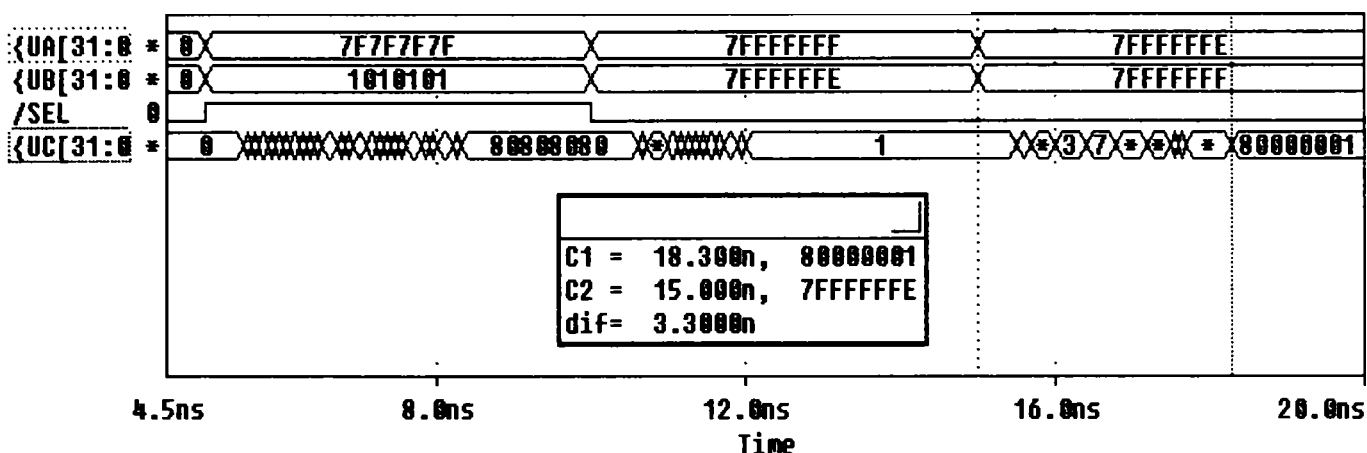 {UA[31:0 * 0 7F7F7F7F 7FFFFFFF 7FFFFFFE
{UB[31:0 * 0 1010101 7FFFFFFE 7FFFFFFF
/SEL 0
{UC[31:0 * 0 80808080 * 1 * 3 7 * * * 80000001
C1 = 18.300n, 80000001
C2 = 15.000n, 7FFFFFFE
dif= 3.3000n
4.5ns 8.0ns 12.0ns 16.0ns 20.0ns
Time